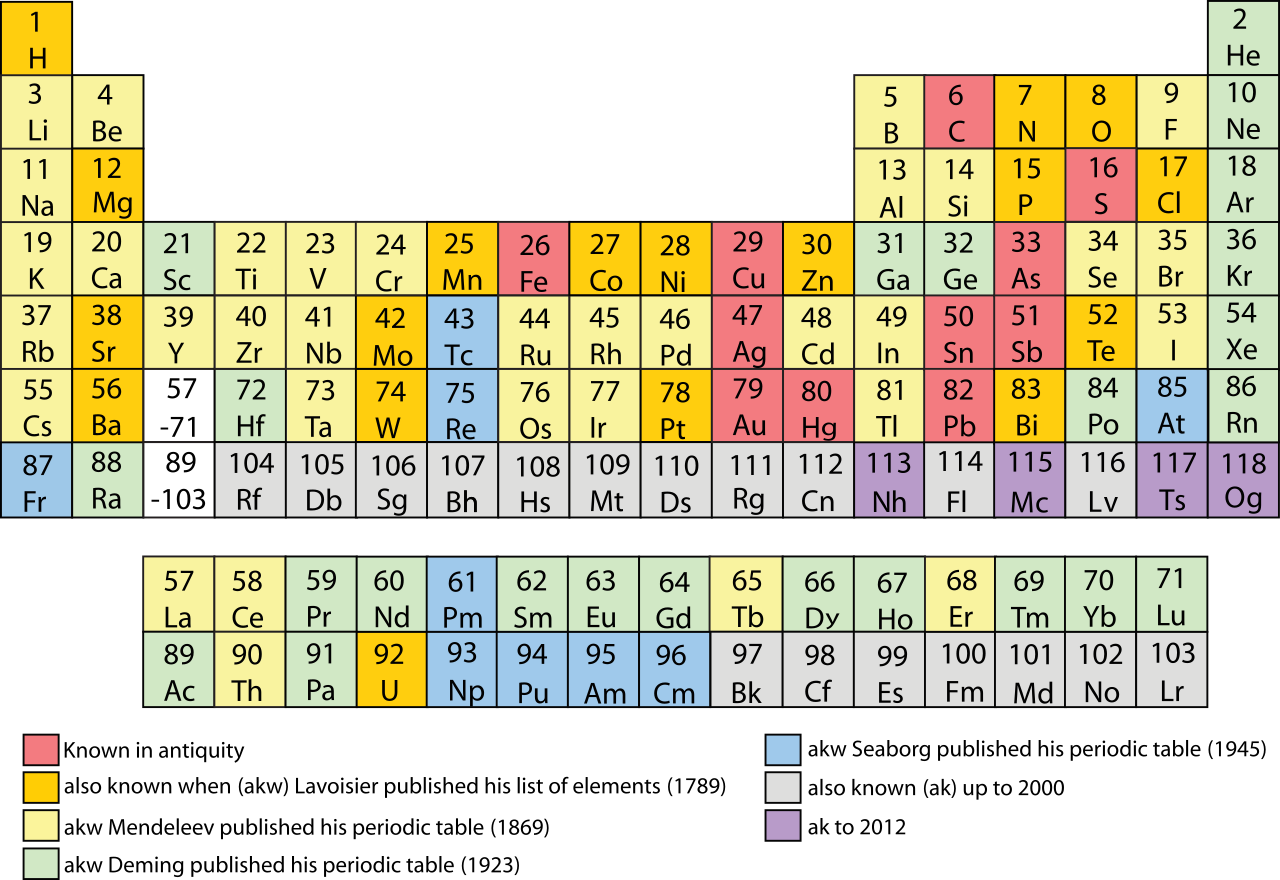 1 2
H He
3 4 5 6 7 8 9 10
Li Be B C N O F Ne
11 12 13 14 15 16 17 18
Na Mg Al Si P S Cl Ar
19 20 21 22 23 24 25 26 27 28 29 30 31 32 33 34 35 36
K Ca Sc Ti V Cr Mn Fe Co Ni Cu Zn Ga Ge As Se Br Kr
37 38 39 40 41 42 43 44 45 46 47 48 49 50 51 52 53 54
Rb Sr Y Zr Nb Mo Tc Ru Rh Pd Ag Cd In Sn Sb Te I Xe
55 56 57 72 73 74 75 76 77 78 79 80 81 82 83 84 85 86
Cs Ba -71 Hf Ta W Re Os Ir Pt Au Hg Tl Pb Bi Po At Rn
87 88 89 104 105 106 107 108 109 110 111 112 113 114 115 116 117 118
Fr Ra -103 Rf Db Sg Bh Hs Mt Ds Rg Cn Nh Fl Mc Lv Ts Og
57 58 59 60 61 62 63 64 65 66 67 68 69 70 71
La Ce Pr Nd Pm Sm Eu Gd Tb Dy Ho Er Tm Yb Lu
89 90 91 92 93 94 95 96 97 98 99 100 101 102 103
Ac Th Pa U Np Pu Am Cm Bk Cf Es Fm Md No Lr
Known in antiquity
also known when (akw) Lavoisier published his list of elements (1789)
akw Mendeleev published his periodic table (1869)
akw Deming published his periodic table (1923)
akw Seaborg published his periodic table (1945)
also known (ak) up to 2000
ak to 2012